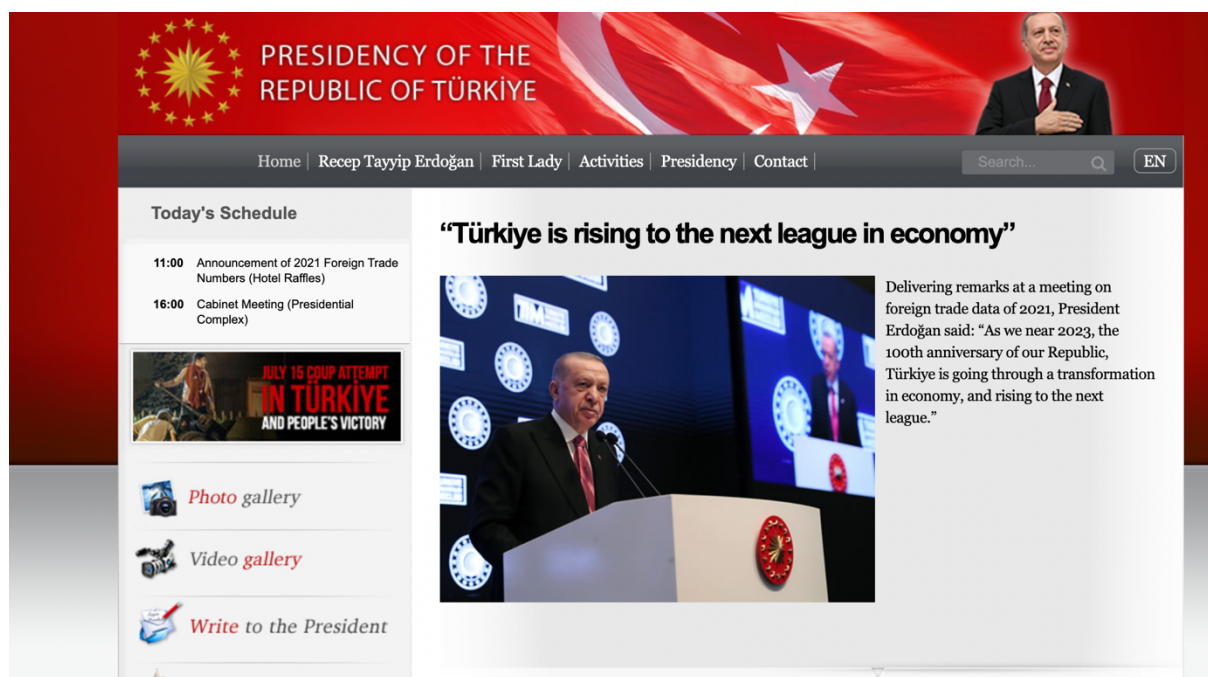 PRESIDENCY OF THE
REPUBLIC OF TÜRKİYE
Home | Recep Tayyip Erdoğan | First Lady | Activities | Presidency | Contact |
Search...
EN
Today's Schedule
11:00 Announcement of 2021 Foreign Trade
Numbers (Hotel Raffles)
16:00 Cabinet Meeting (Presidential
Complex)
JULY 15 COUP ATTEMPT
IN TÜRKİYE
AND PEOPLE'S VICTORY
Photo gallery
Video gallery
Write to the President
“Türkiye is rising to the next league in economy”
TİM
Delivering remarks at a meeting on
foreign trade data of 2021, President
Erdoğan said: “As we near 2023, the
100th anniversary of our Republic,
Türkiye is going through a transformation
in economy, and rising to the next
league.”